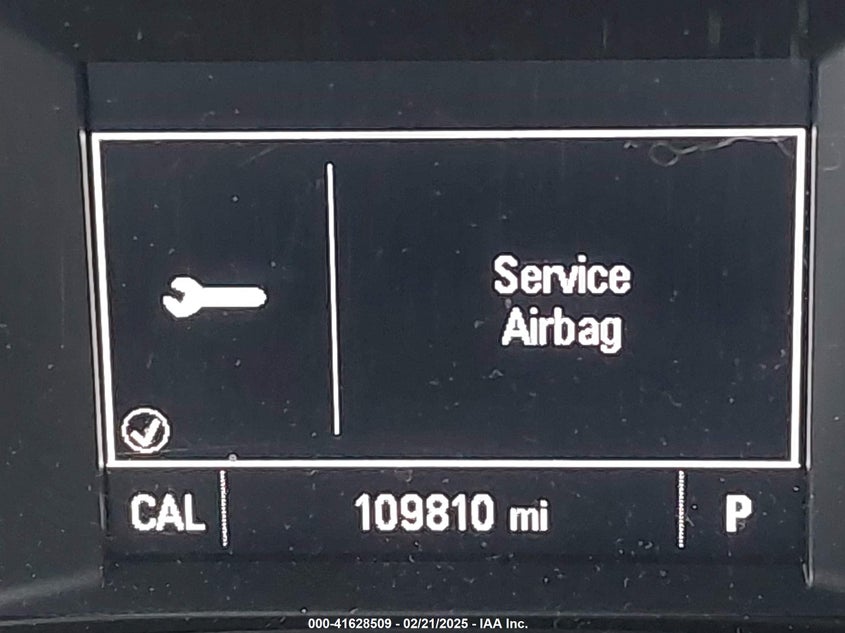 Service
Airbag
CAL 109810 mi P
000-41628509 - 02/21/2025 - IAA Inc.